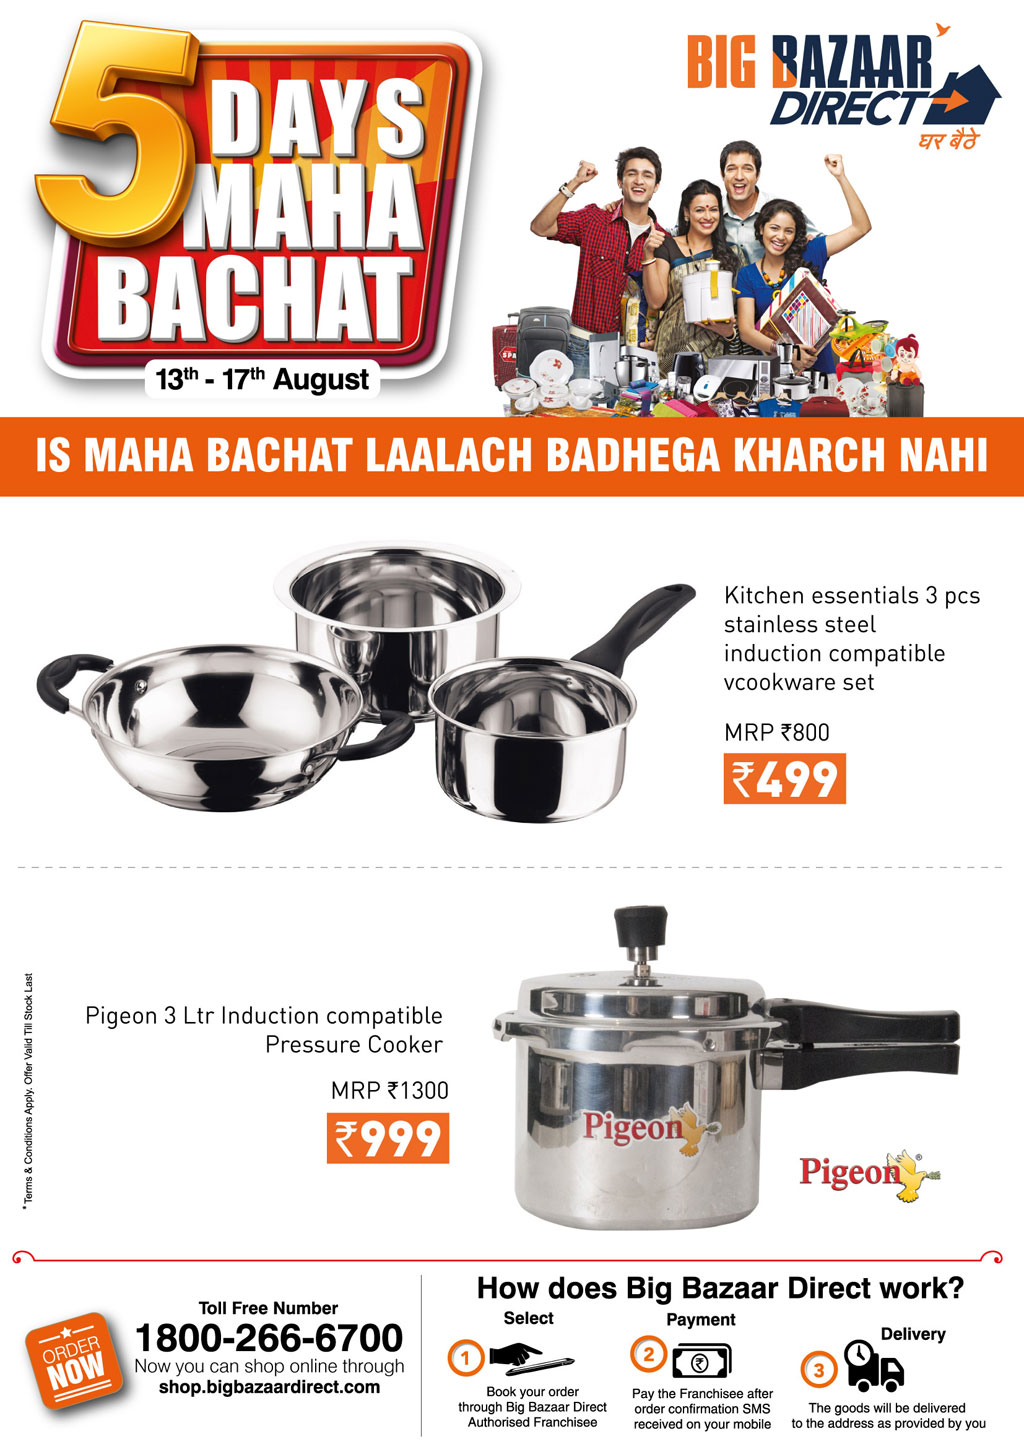 5 DAYS
MAHA
BACHAT
13th - 17th August
BIG BAZAAR
DIRECT
घर बैठे
IS MAHA BACHAT LAALACH BADHEGA KHARCH NAHI
Kitchen essentials 3 pcs
stainless steel
induction compatible
vcookware set
MRP ₹800
₹499
Pigeon 3 Ltr Induction compatible
Pressure Cooker
MRP ₹1300
₹999
Pigeon
Pigeon®
*Terms & Conditions Apply. Offer Valid Till Stock Last
ORDER
NOW
Toll Free Number
1800-266-6700
Now you can shop online through
shop.bigbazaardirect.com
How does Big Bazaar Direct work?
Select
1
Book your order
through Big Bazaar Direct
Authorised Franchisee
Payment
2
₹
Pay the Franchisee after
order confirmation SMS
received on your mobile
Delivery
3
The goods will be delivered
to the address as provided by you